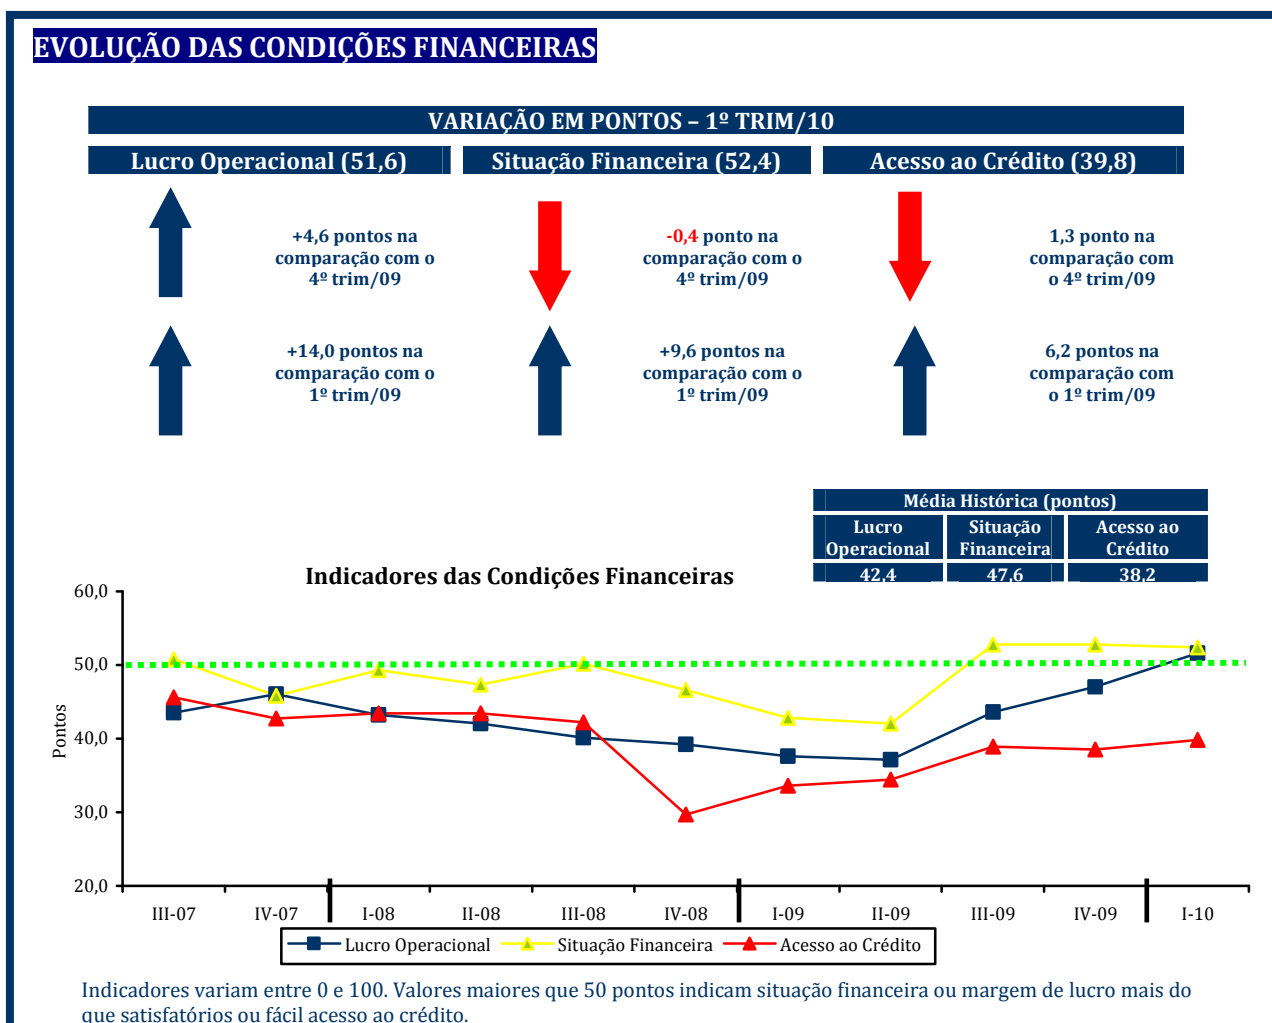 EVOLUÇÃO DAS CONDIÇÕES FINANCEIRAS
VARIAÇÃO EM PONTOS – 1º TRIM/10
Lucro Operacional (51,6)
Situação Financeira (52,4)
Acesso ao Crédito (39,8)
+4,6 pontos na
comparação com o
4º trim/09
-0,4 ponto na
comparação com o
4º trim/09
1,3 ponto na
comparação com
o 4º trim/09
+14,0 pontos na
comparação com o
1º trim/09
+9,6 pontos na
comparação com o
1º trim/09
6,2 pontos na
comparação com
o 1º trim/09
Média Histórica (pontos)
Lucro
Operacional
Situação
Financeira
Acesso ao
Crédito
42,4
47,6
38,2
Indicadores das Condições Financeiras
Pontos
60,0
50,0
40,0
30,0
20,0
III-07
IV-07
I-08
II-08
III-08
IV-08
I-09
II-09
III-09
IV-09
I-10
Lucro Operacional
Situação Financeira
Acesso ao Crédito
Indicadores variam entre 0 e 100. Valores maiores que 50 pontos indicam situação financeira ou margem de lucro mais do
que satisfatórios ou fácil acesso ao crédito.